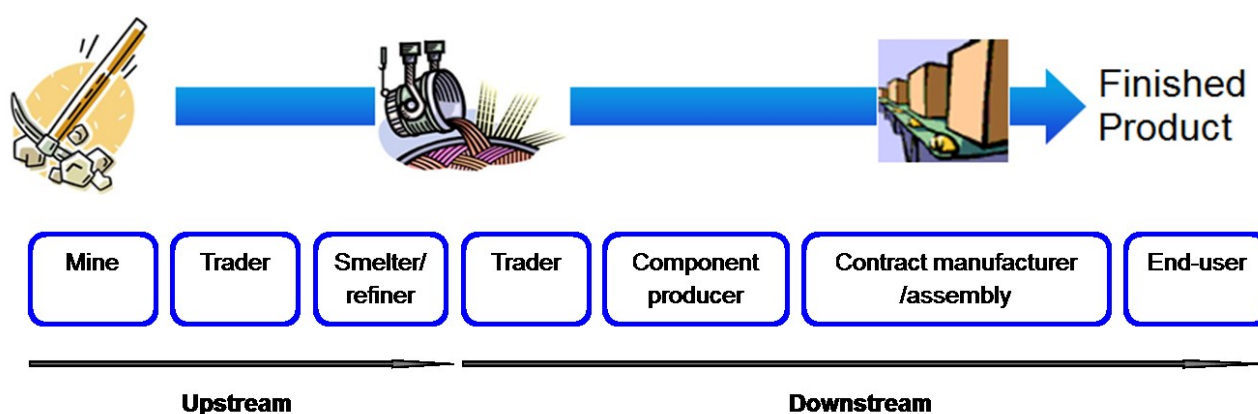 Finished
Product
Mine
Trader
Smelter/
refiner
Trader
Component
producer
Contract manufacturer
/assembly
End-user
Upstream
Downstream